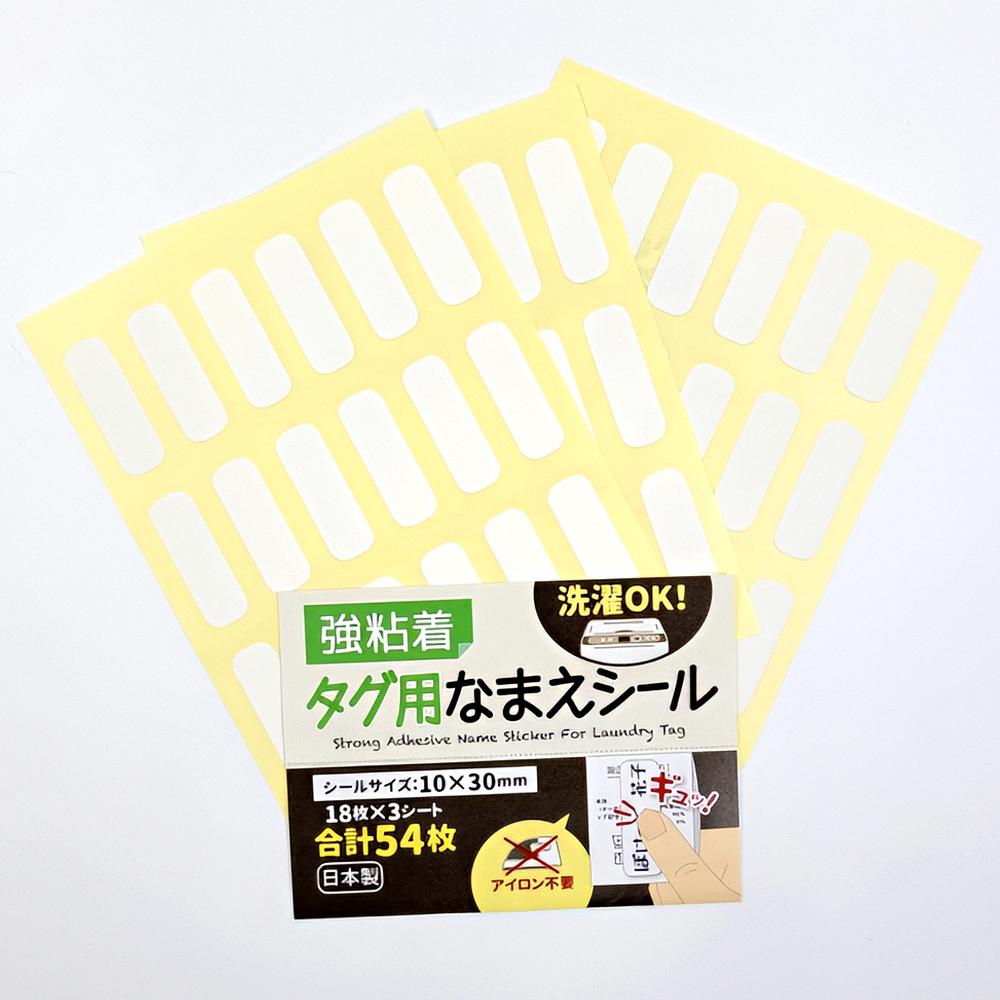 洗濯OK!
強粘着
タグ用なまえシール
Strong Adhesive Name Sticker For Laundry Tag
シールサイズ:10×30mm
18枚×3シート
合計54枚
日本製
アイロン不要
花子
ギュッ!